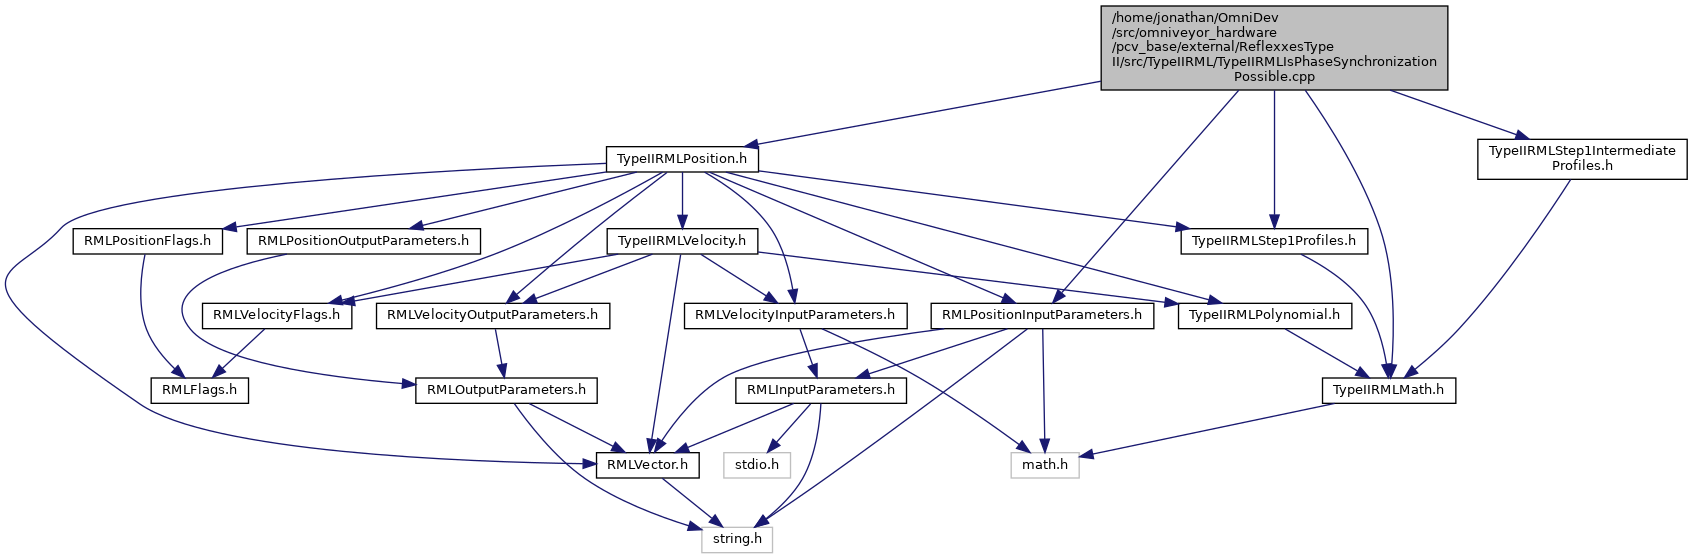 /home/jonathan/OmniDev
/src/omniveyor_hardware
/pcv_base/external/ReflexxesType
II/src/TypeIIRML/TypeIIRMLIsPhaseSynchronization
Possible.cpp
TypeIIRMLPosition.h
TypeIIRMLStep1Intermediate
Profiles.h
RMLPositionFlags.h
RMLPositionOutputParameters.h
TypeIIRMLVelocity.h
TypeIIRMLStep1Profiles.h
RMLVelocityFlags.h
RMLVelocityOutputParameters.h
RMLVelocityInputParameters.h
RMLPositionInputParameters.h
TypeIIRMLPolynomial.h
RMLFlags.h
RMLOutputParameters.h
RMLInputParameters.h
TypeIIRMLMath.h
RMLVector.h
stdio.h
math.h
string.h